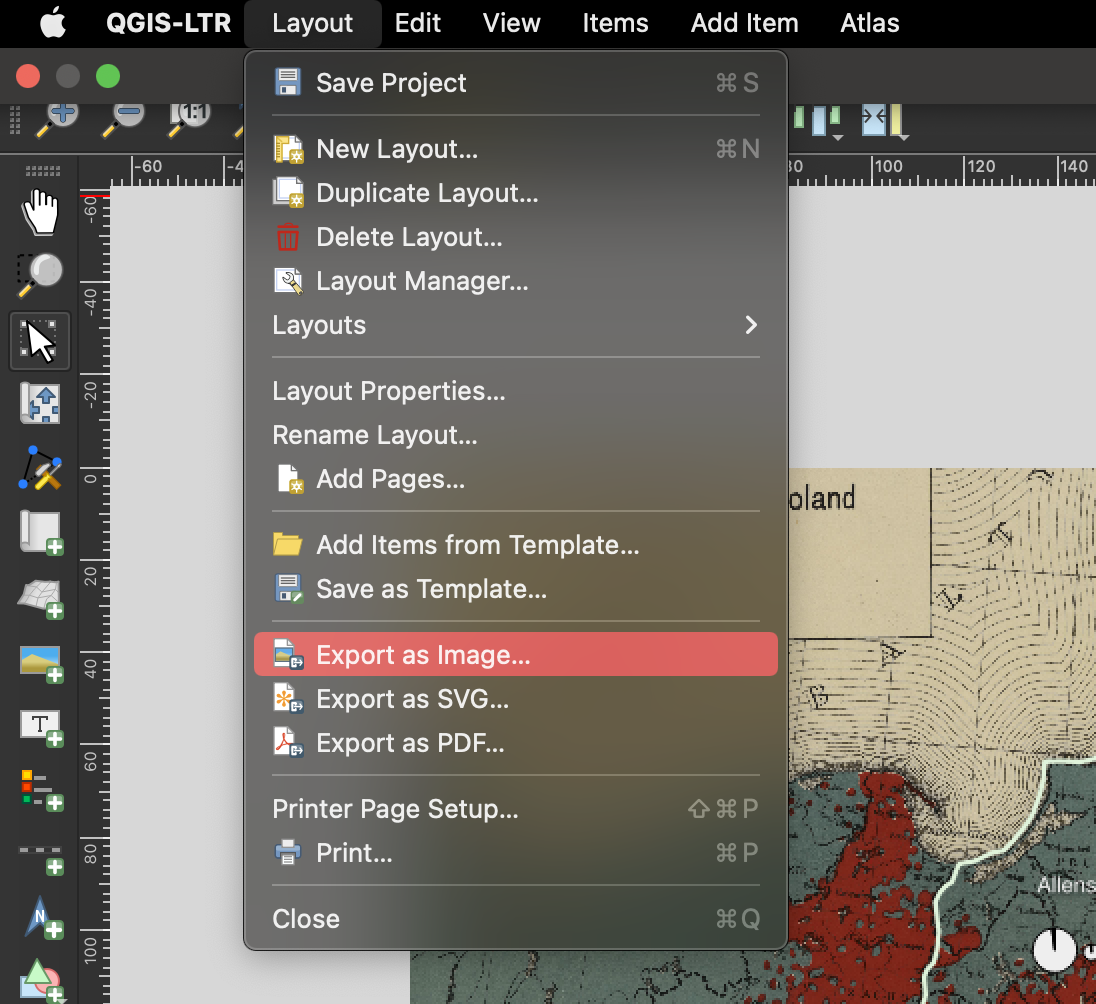 QGIS-LTR Layout Edit View Items Add Item Atlas
Save Project ⌘ S
1:1
-60 100 120 140
New Layout... ⌘ N
Duplicate Layout...
Delete Layout...
Layout Manager...
Layouts
Layout Properties...
Rename Layout...
Add Pages...
Add Items from Template...
Save as Template...
Export as Image...
Export as SVG...
Export as PDF...
Printer Page Setup... ⇧ ⌘ P
Print... ⌘ P
Close ⌘ Q
-60
-40
-20
0
20
40
60
80
100
T
N
oland
Allens